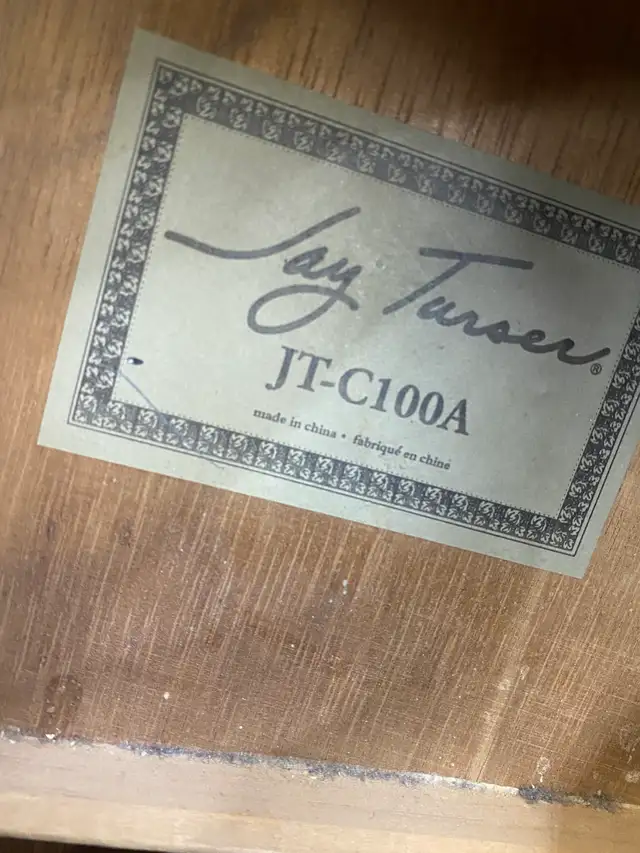 Jay Turser®
JT-C100A
made in china • fabriqué en chine